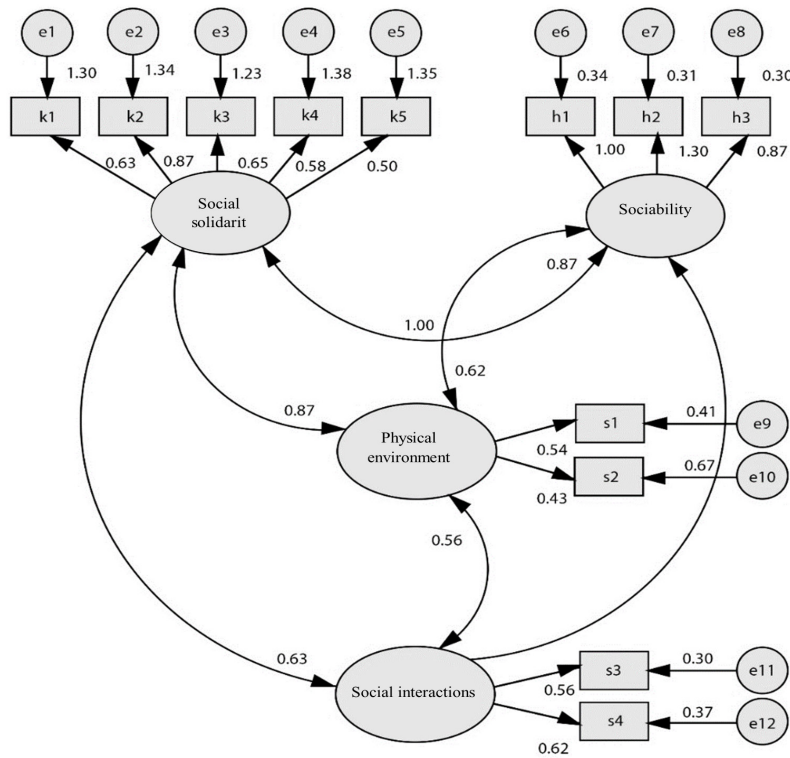 e1 e2 e3 e4 e5 e6 e7 e8
1.30 1.34 1.23 1.38 1.35 0.34 0.31 0.30
k1 k2 k3 k4 k5 h1 h2 h3
0.63 0.87 0.65 0.58 0.50 1.00 1.30 0.87
Social
solidarit
Sociability
0.87
1.00
0.62
0.87
Physical
environment
s1 0.41 e9
0.54
s2 0.67 e10
0.43
0.56
0.63
Social interactions
s3 0.30 e11
0.56
s4 0.37 e12
0.62